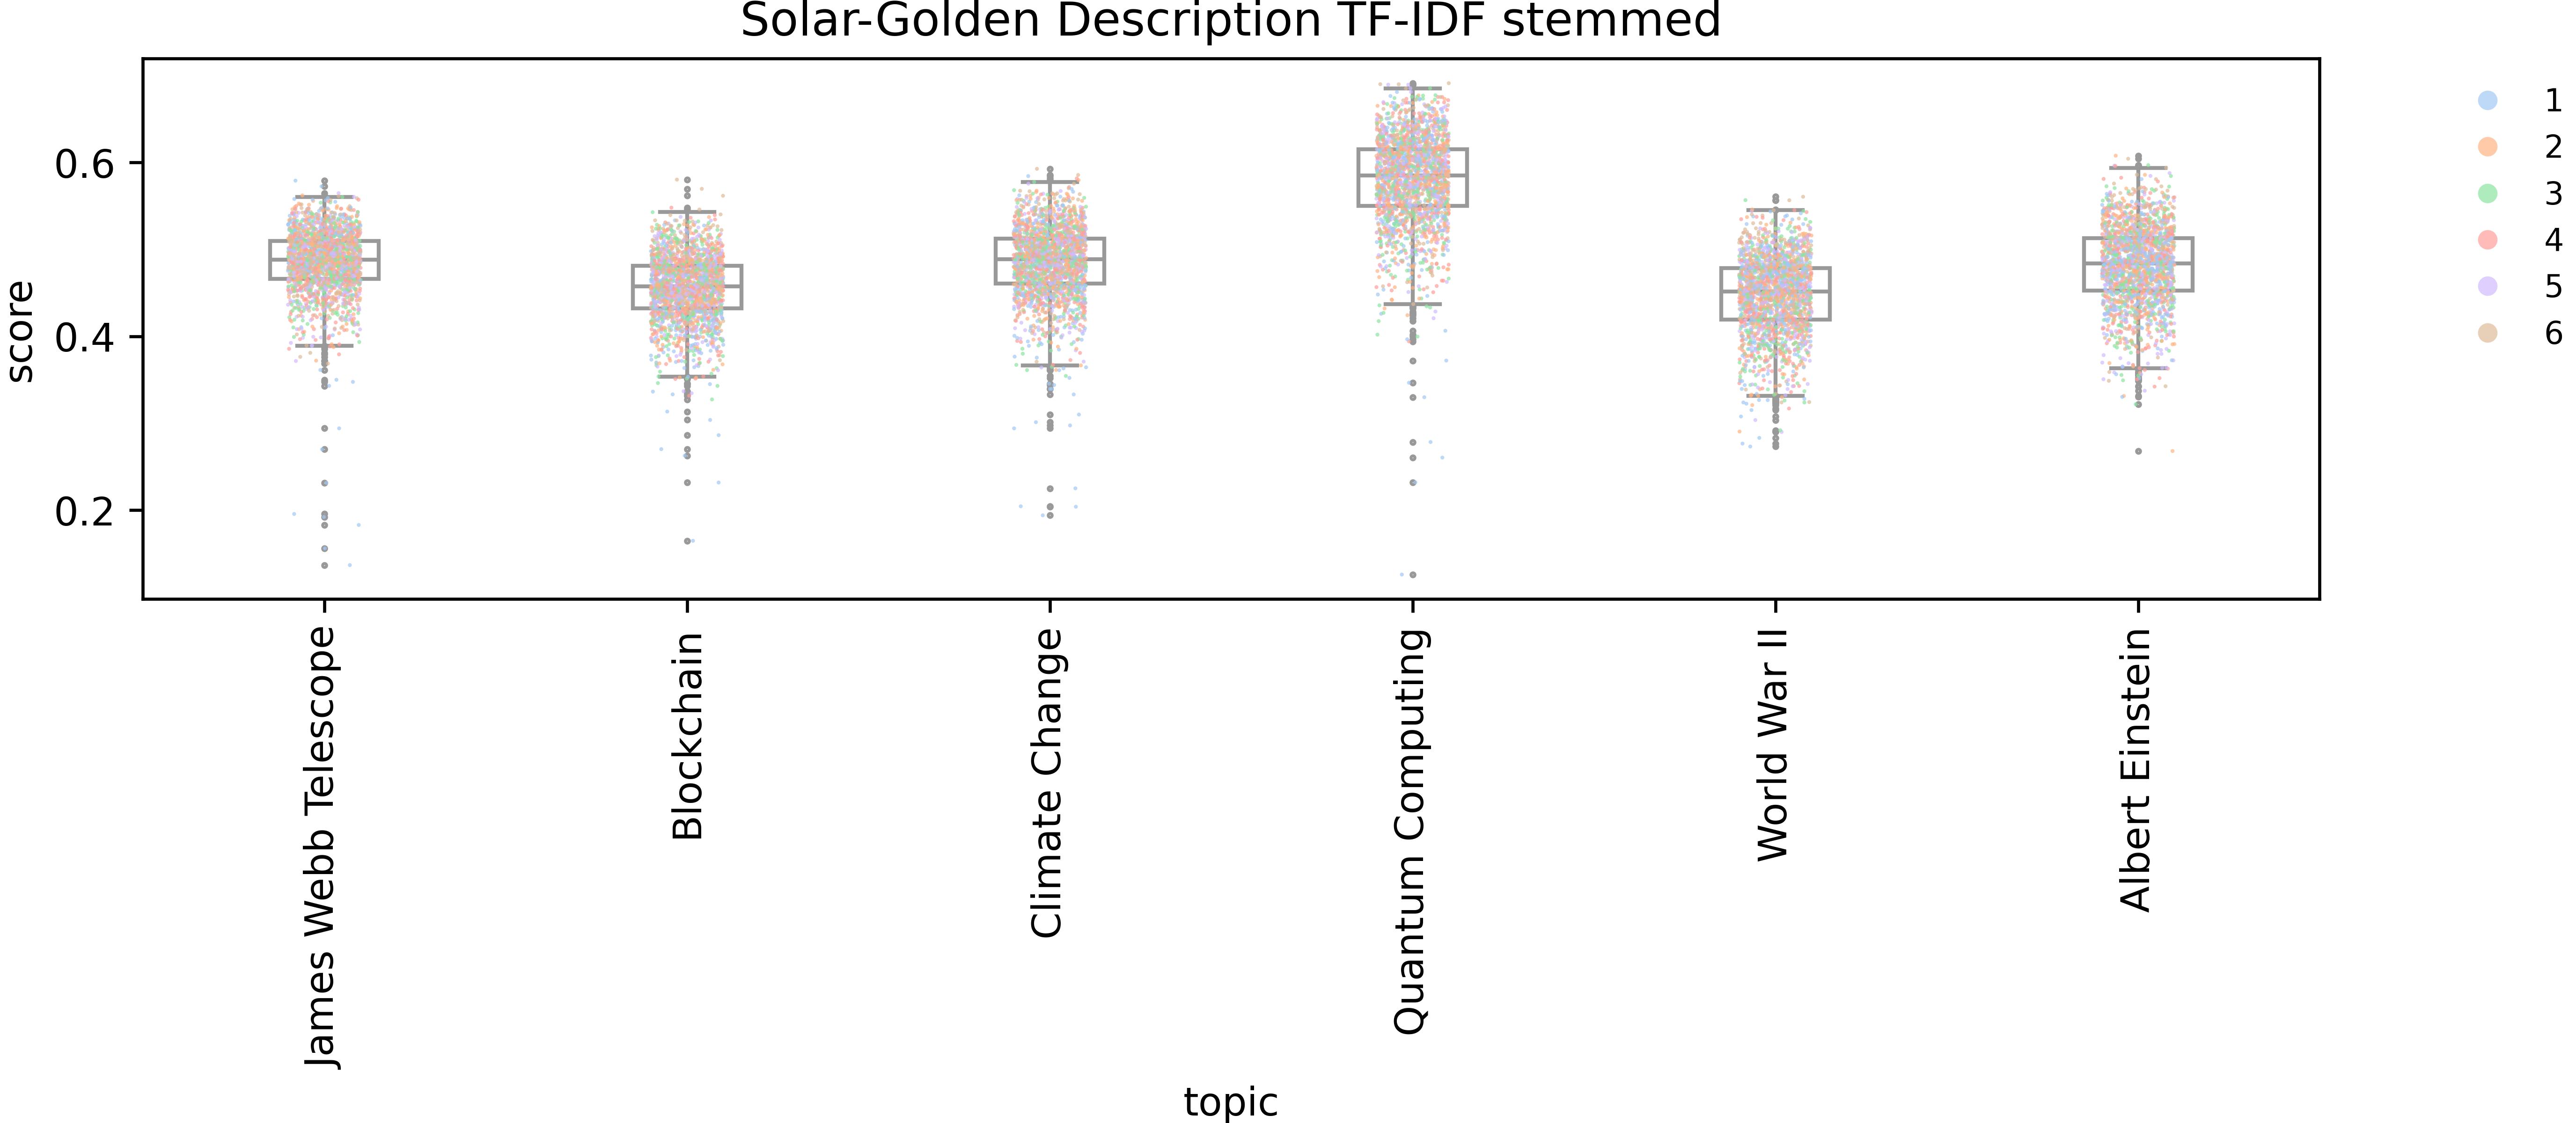 Solar-Golden Description TF-IDF stemmed
score
0.6
0.4
0.2
1
2
3
4
5
6
James Webb Telescope
Blockchain
Climate Change
Quantum Computing
World War II
Albert Einstein
topic